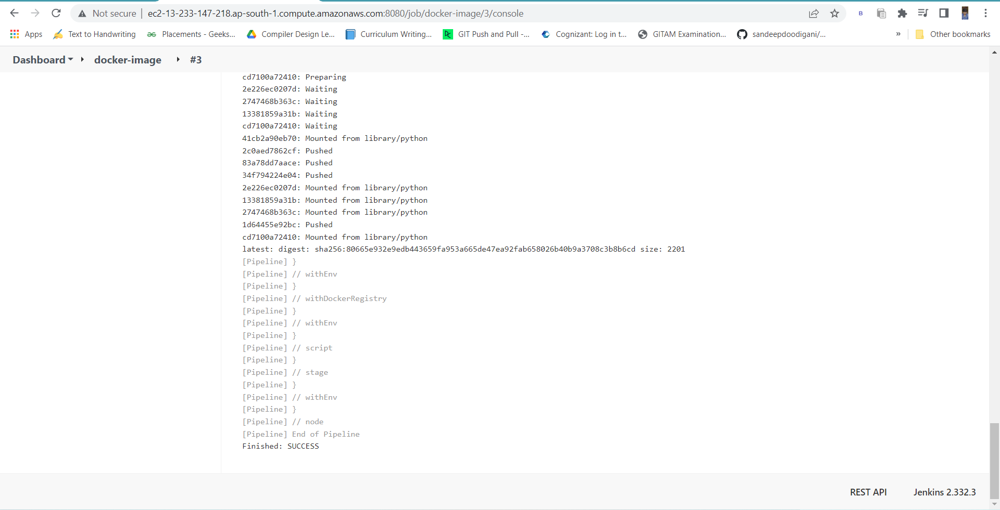 Not secure | ec2-13-233-147-218.ap-south-1.compute.amazonaws.com:8080/job/docker-image/3/console
B
Apps Text to Handwriting Placements - Geeks... Compiler Design Le... Curriculum Writing... DC GIT Push and Pull -... Cognizant: Log in t... GITAM Examination... sandeepdoodigani/... » Other bookmarks
Dashboard docker-image #3
cd7100a72410: Preparing
2e226ec0207d: Waiting
2747468b363c: Waiting
13381859a31b: Waiting
cd7100a72410: Waiting
41cb2a90eb70: Mounted from library/python
2c0aed7862cf: Pushed
83a78dd7aace: Pushed
34f794224e04: Pushed
2e226ec0207d: Mounted from library/python
13381859a31b: Mounted from library/python
2747468b363c: Mounted from library/python
1d64455e92bc: Pushed
cd7100a72410: Mounted from library/python
latest: digest: sha256:80665e932e9edb443659fa953a665de47ea92fab658026b40b9a3708c3b8b6cd size: 2201
[Pipeline] }
[Pipeline] // withEnv
[Pipeline] }
[Pipeline] // withDockerRegistry
[Pipeline] }
[Pipeline] // withEnv
[Pipeline] }
[Pipeline] // script
[Pipeline] }
[Pipeline] // stage
[Pipeline] }
[Pipeline] // withEnv
[Pipeline] }
[Pipeline] // node
[Pipeline] End of Pipeline
Finished: SUCCESS
REST API Jenkins 2.332.3